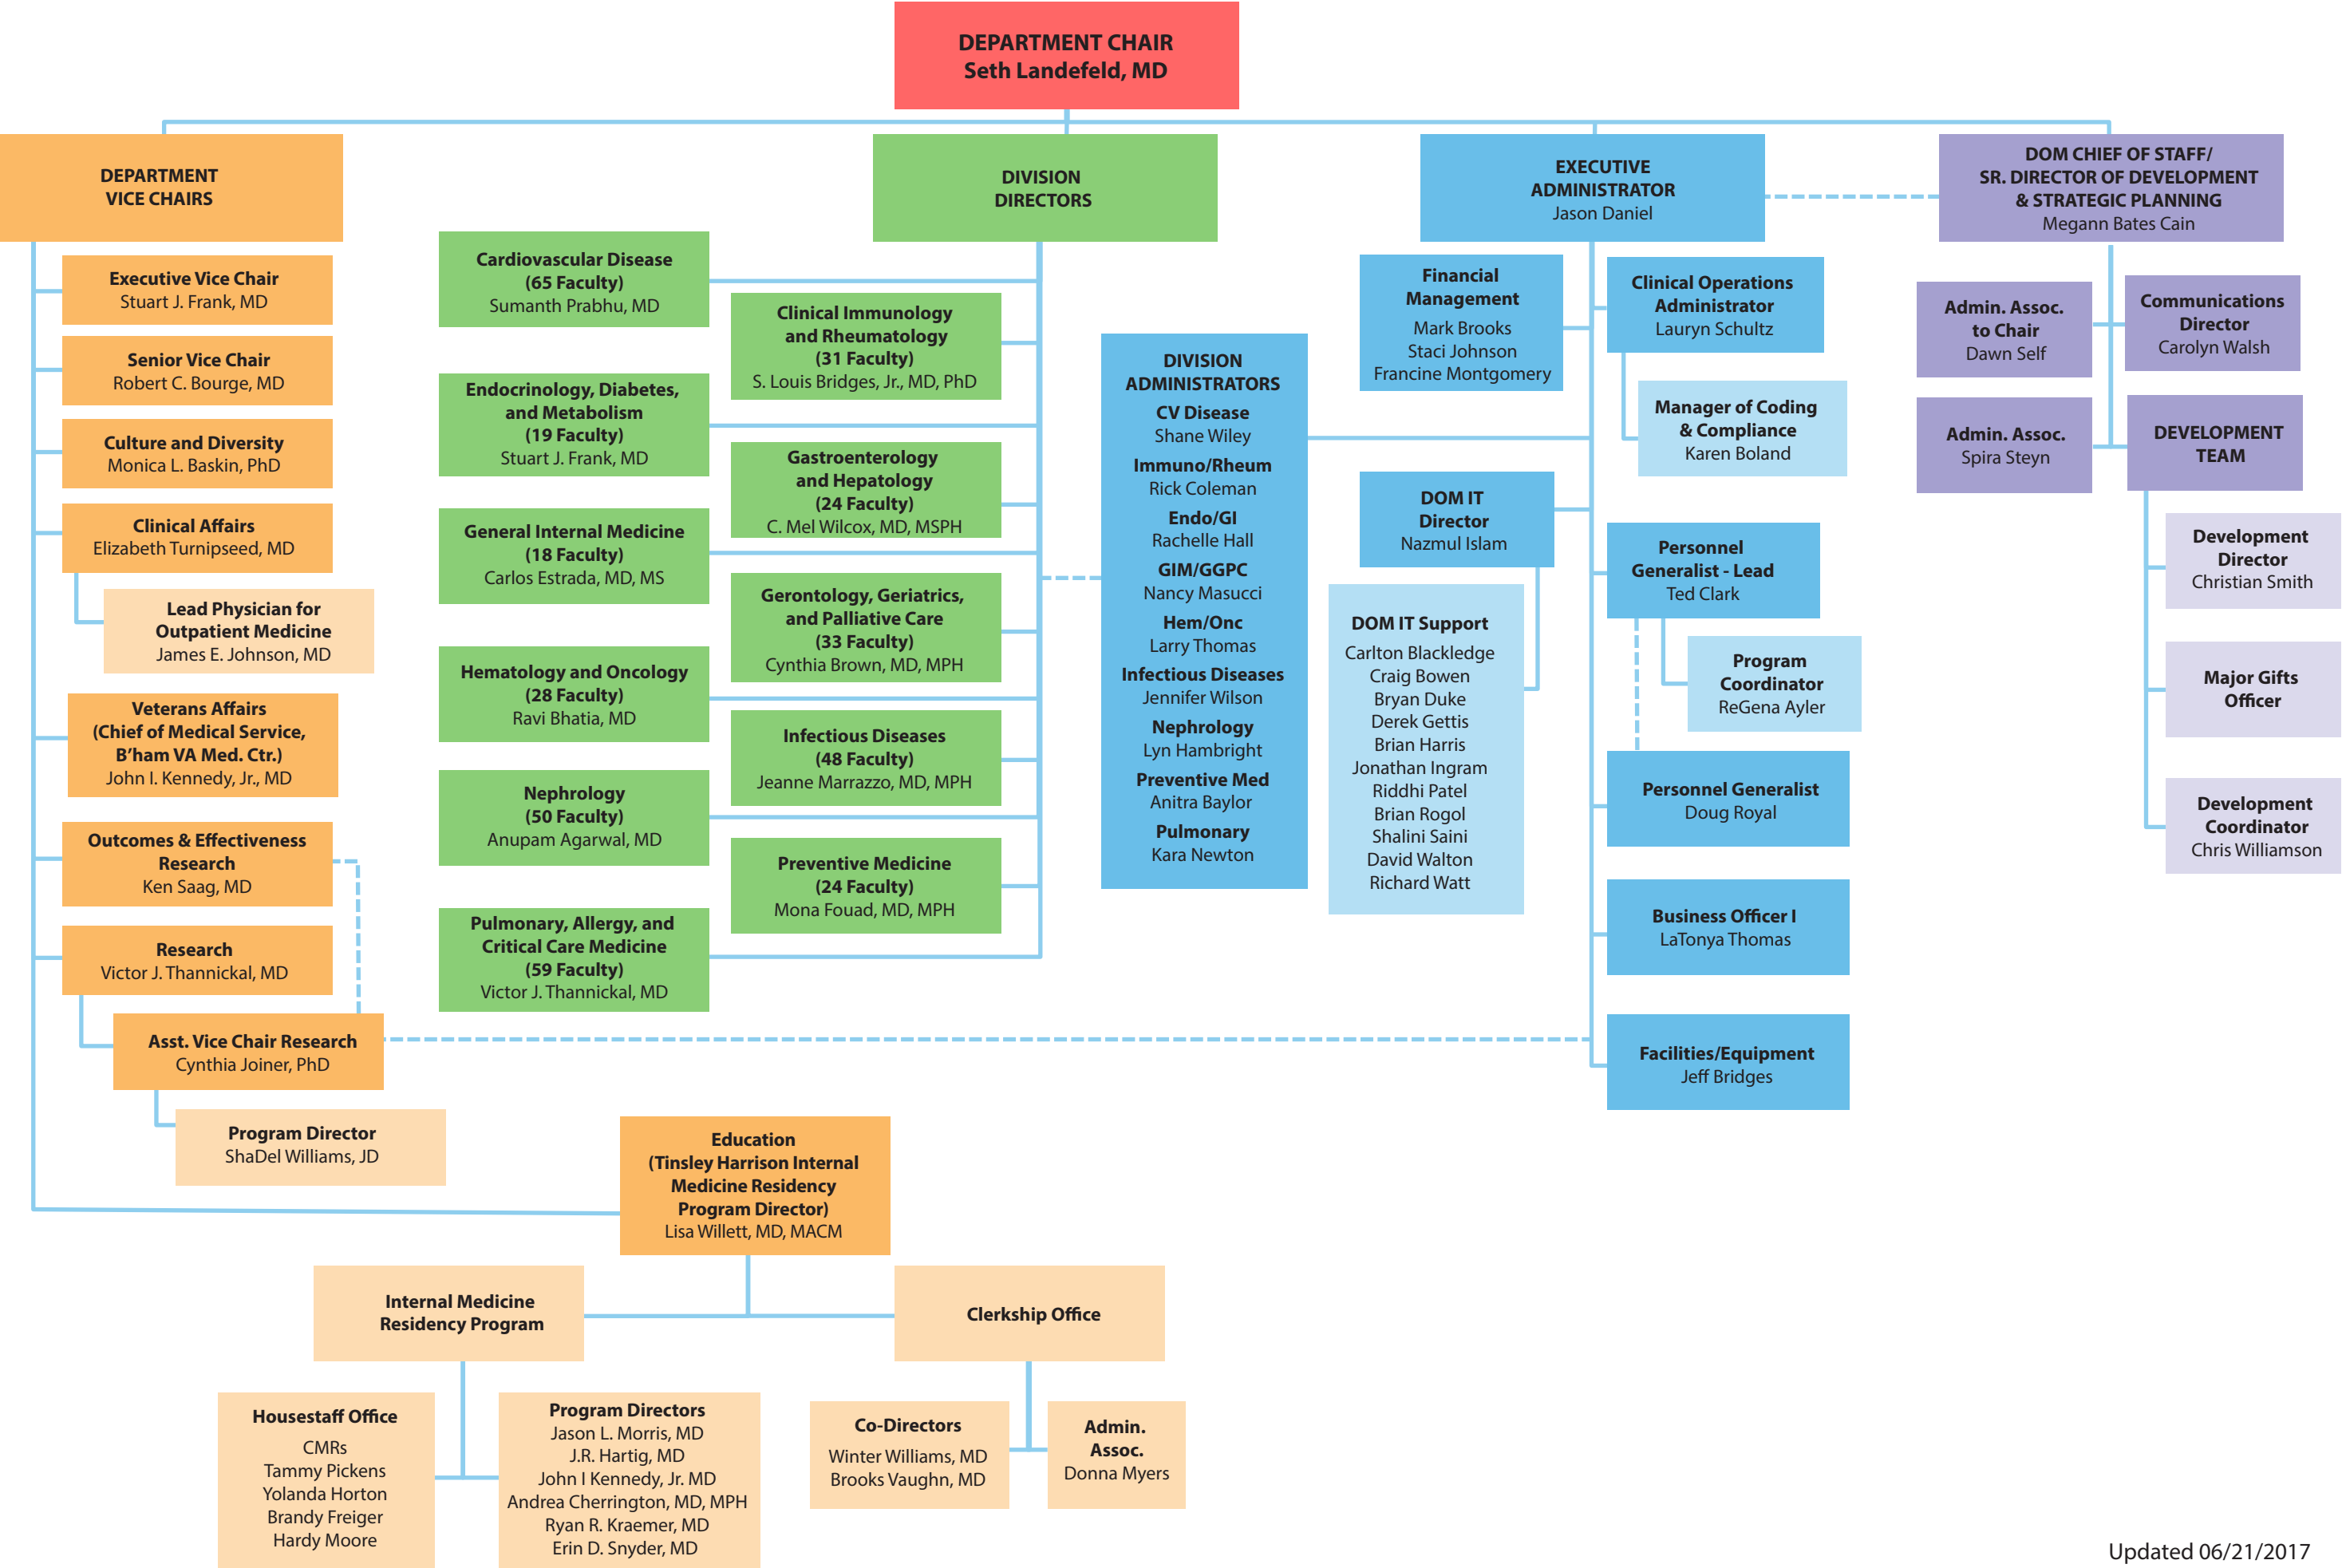 DEPARTMENT CHAIR
Seth Landefeld, MD
DEPARTMENT
VICE CHAIRS
Executive Vice Chair
Stuart J. Frank, MD
Senior Vice Chair
Robert C. Bourge, MD
Culture and Diversity
Monica L. Baskin, PhD
Clinical Affairs
Elizabeth Turnipseed, MD
Lead Physician for
Outpatient Medicine
James E. Johnson, MD
Veterans Affairs
(Chief of Medical Service,
B’ham VA Med. Ctr.)
John I. Kennedy, Jr., MD
Outcomes & Effectiveness
Research
Ken Saag, MD
Research
Victor J. Thannickal, MD
Asst. Vice Chair Research
Cynthia Joiner, PhD
Program Director
ShaDel Williams, JD
Education
(Tinsley Harrison Internal
Medicine Residency
Program Director)
Lisa Willett, MD, MACM
Internal Medicine
Residency Program
Housestaff Office
CMRs
Tammy Pickens
Yolanda Horton
Brandy Freiger
Hardy Moore
Program Directors
Jason L. Morris, MD
J.R. Hartig, MD
John I Kennedy, Jr. MD
Andrea Cherrington, MD, MPH
Ryan R. Kraemer, MD
Erin D. Snyder, MD
Clerkship Office
Co-Directors
Winter Williams, MD
Brooks Vaughn, MD
Admin.
Assoc.
Donna Myers
DIVISION
DIRECTORS
Cardiovascular Disease
(65 Faculty)
Sumanth Prabhu, MD
Clinical Immunology
and Rheumatology
(31 Faculty)
S. Louis Bridges, Jr., MD, PhD
Endocrinology, Diabetes,
and Metabolism
(19 Faculty)
Stuart J. Frank, MD
Gastroenterology
and Hepatology
(24 Faculty)
C. Mel Wilcox, MD, MSPH
General Internal Medicine
(18 Faculty)
Carlos Estrada, MD, MS
Gerontology, Geriatrics,
and Palliative Care
(33 Faculty)
Cynthia Brown, MD, MPH
Hematology and Oncology
(28 Faculty)
Ravi Bhatia, MD
Infectious Diseases
(48 Faculty)
Jeanne Marrazzo, MD, MPH
Nephrology
(50 Faculty)
Anupam Agarwal, MD
Preventive Medicine
(24 Faculty)
Mona Fouad, MD, MPH
Pulmonary, Allergy, and
Critical Care Medicine
(59 Faculty)
Victor J. Thannickal, MD
EXECUTIVE
ADMINISTRATOR
Jason Daniel
DIVISION
ADMINISTRATORS
CV Disease
Shane Wiley
Immuno/Rheum
Rick Coleman
Endo/GI
Rachelle Hall
GIM/GGPC
Nancy Masucci
Hem/Onc
Larry Thomas
Infectious Diseases
Jennifer Wilson
Nephrology
Lyn Hambright
Preventive Med
Anitra Baylor
Pulmonary
Kara Newton
Financial
Management
Mark Brooks
Staci Johnson
Francine Montgomery
Clinical Operations
Administrator
Lauryn Schultz
Manager of Coding
& Compliance
Karen Boland
DOM IT
Director
Nazmul Islam
DOM IT Support
Carlton Blackledge
Craig Bowen
Bryan Duke
Derek Gettis
Brian Harris
Jonathan Ingram
Riddhi Patel
Brian Rogol
Shalini Saini
David Walton
Richard Watt
Personnel
Generalist - Lead
Ted Clark
Program
Coordinator
ReGena Ayler
Personnel Generalist
Doug Royal
Business Officer I
LaTonya Thomas
Facilities/Equipment
Jeff Bridges
DOM CHIEF OF STAFF/
SR. DIRECTOR OF DEVELOPMENT
& STRATEGIC PLANNING
Megann Bates Cain
Admin. Assoc.
to Chair
Dawn Self
Communications
Director
Carolyn Walsh
Admin. Assoc.
Spira Steyn
DEVELOPMENT
TEAM
Development
Director
Christian Smith
Major Gifts
Officer
Development
Coordinator
Chris Williamson
Updated 06/21/2017